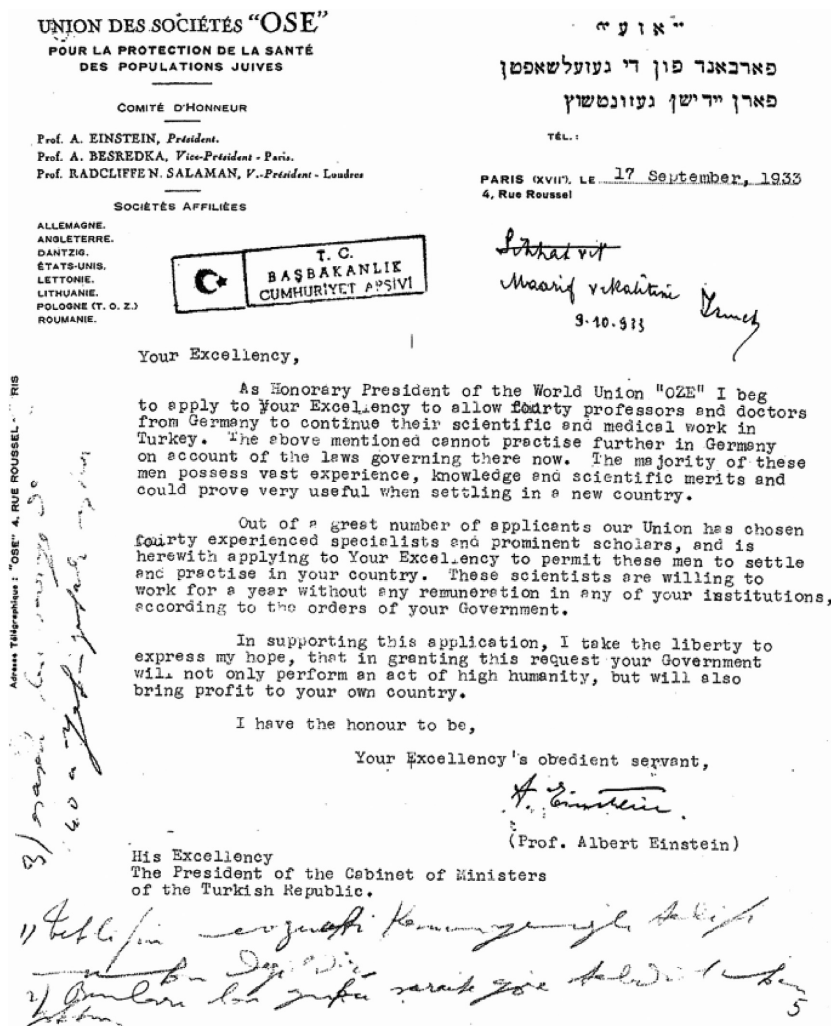 UNION DES SOCIÉTÉS "OSE"
POUR LA PROTECTION DE LA SANTÉ
DES POPULATIONS JUIVES
COMITÉ D'HONNEUR
Prof. A. EINSTEIN, Président.
Prof. A. BESREDKA, Vice-Président - Paris.
Prof. RADCLIFFE N. SALAMAN, V.-Président - Londres
SOCIÉTÉS AFFILIÉES
ALLEMAGNE.
ANGLETERRE.
DANTZIG.
ÉTATS-UNIS.
LETTONIE.
LITHUANIE.
POLOGNE (T. O. Z.)
ROUMANIE.
"אזע"
פארבאנד פון די געזעלשאפטן
פארן יידישן געזונטשוץ
TÉL.:
PARIS (XVIIe), LE 17 September, 1933
4, Rue Roussel
T. C.
BAŞBAKANLIK
CUMHURİYET ARŞİVİ
Maarif vekaletine
9.10.933
Your Excellency,
As Honorary President of the World Union "OZE" I beg
to apply to Your Excellency to allow fourty professors and doctors
from Germany to continue their scientific and medical work in
Turkey. The above mentioned cannot practise further in Germany
on account of the laws governing there now. The majority of these
men possess vast experience, knowledge and scientific merits and
could prove very useful when settling in a new country.
Out of a great number of applicants our Union has chosen
fourty experienced specialists and prominent scholars, and is
herewith applying to Your Excellency to permit these men to settle
and practise in your country. These scientists are willing to
work for a year without any remuneration in any of your institutions,
according to the orders of your Government.
In supporting this application, I take the liberty to
express my hope, that in granting this request your Government
will not only perform an act of high humanity, but will also
bring profit to your own country.
I have the honour to be,
Your Excellency's obedient servant,
A. Einstein.
(Prof. Albert Einstein)
His Excellency
The President of the Cabinet of Ministers
of the Turkish Republic.
Adresse Télégraphique : "OSE" 4, RUE ROUSSEL - RIS
1)
2)
3)
5